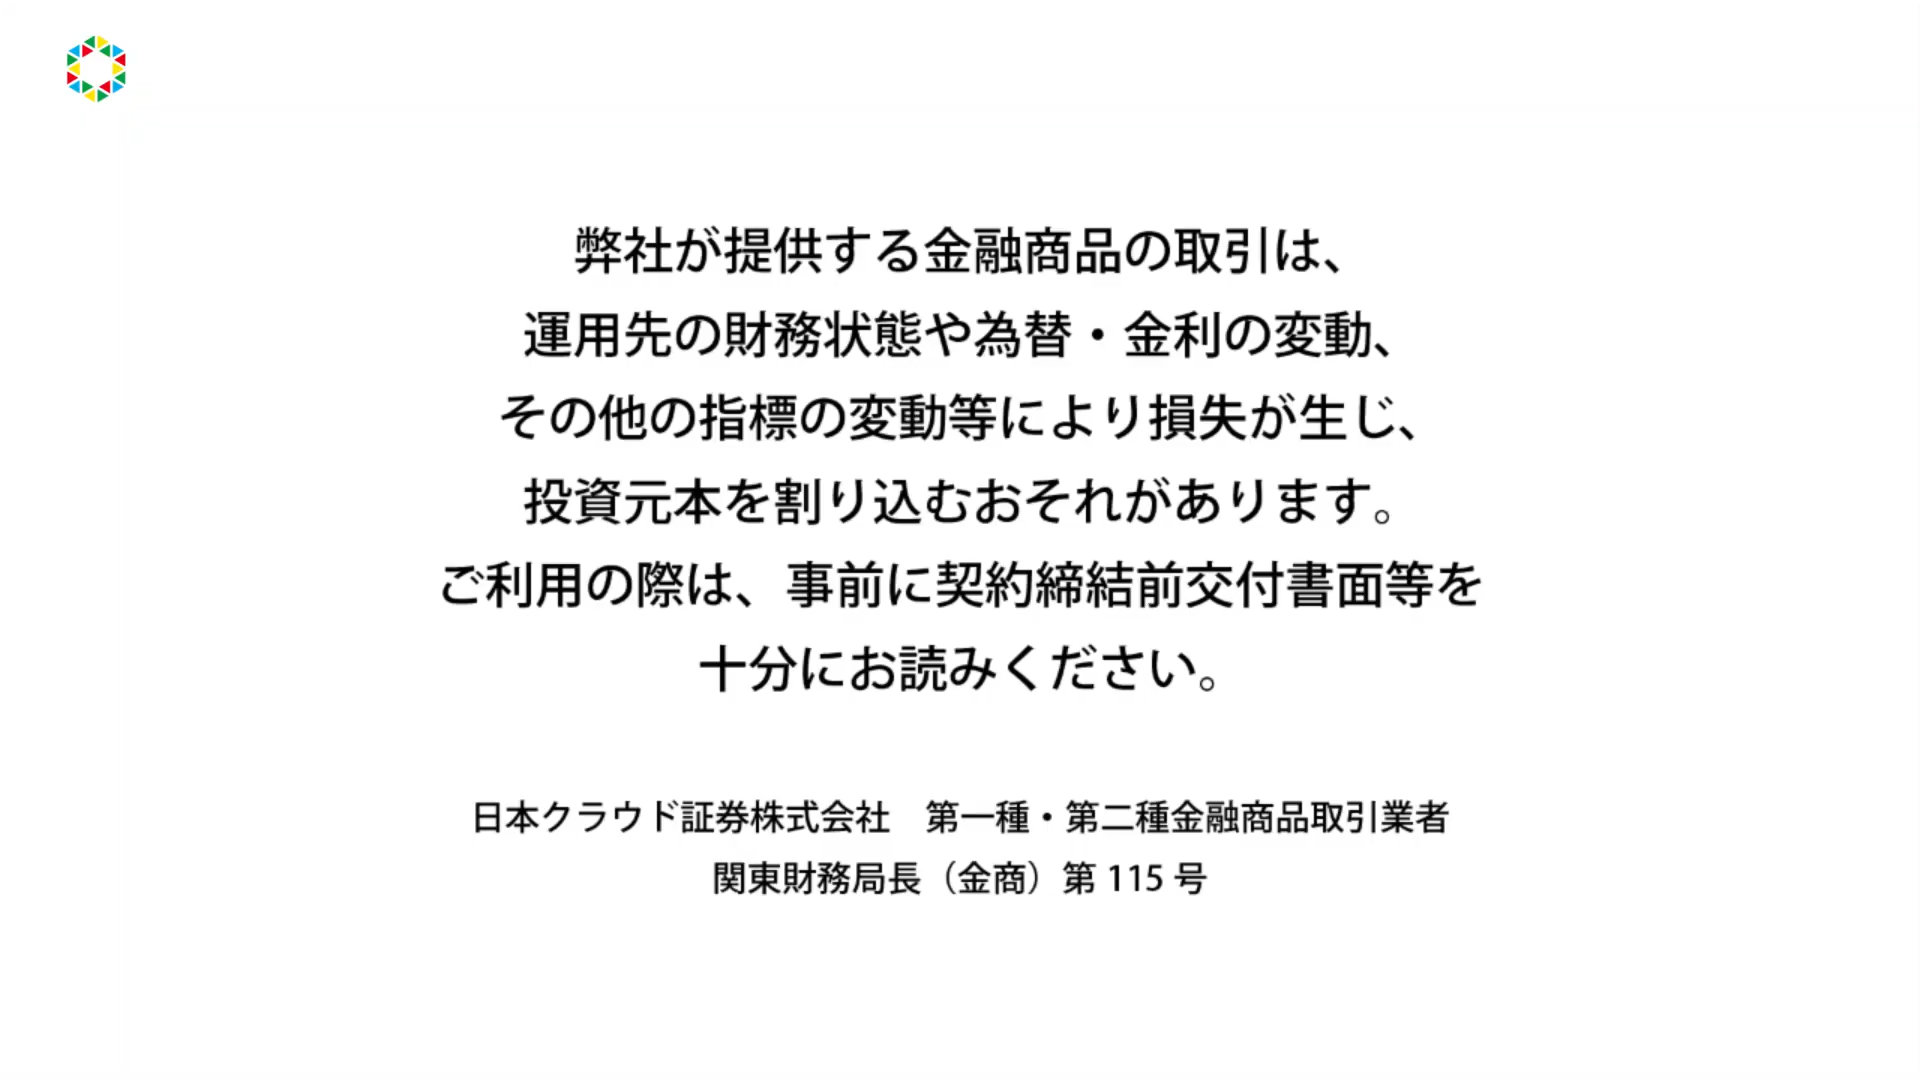 弊社が提供する金融商品の取引は、
運用先の財務状態や為替・金利の変動、
その他の指標の変動等により損失が生じ、
投資元本を割り込むおそれがあります。
ご利用の際は、事前に契約締結前交付書面等を
十分にお読みください。
日本クラウド証券株式会社　第一種・第二種金融商品取引業者
関東財務局長（金商）第 115 号